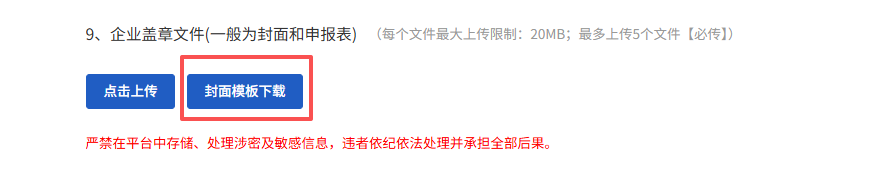 9、企业盖章文件(一般为封面和申报表) （每个文件最大上传限制：20MB；最多上传5个文件【必传】）
点击上传 封面模板下载
严禁在平台中存储、处理涉密及敏感信息，违者依纪依法处理并承担全部后果。